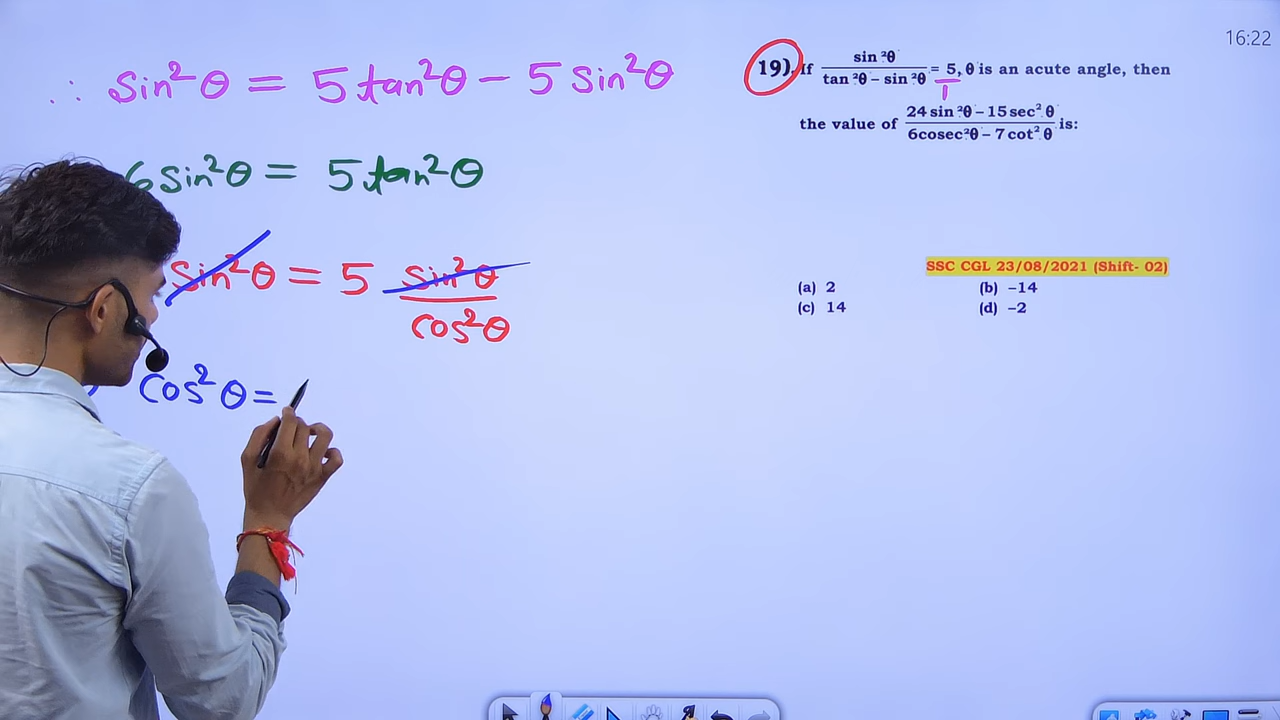 16:22
∴ sin²θ = 5 tan²θ − 5 sin²θ
6 sin²θ = 5 tan²θ
sin²θ = 5 sin²θ / cos²θ
cos²θ =
19). If sin²θ / tan²θ − sin²θ = 5, θ is an acute angle, then
the value of 24 sin²θ − 15 sec²θ / 6cosec²θ − 7 cot²θ is:
SSC CGL 23/08/2021 (Shift- 02)
(a) 2 (b) −14
(c) 14 (d) −2